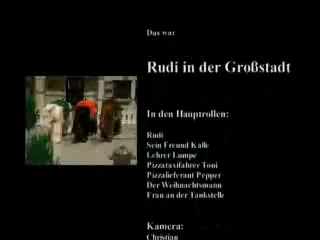 Das war
Rudi in der Großstadt
In den Hauptrollen:
Rudi
Sein Freund Kalle
Lehrer Lampe
Pizzataxifahrer Toni
Pizzalieferant Pepper
Der Weihnachtsmann
Frau an der Tankstelle
Kamera:
Christian